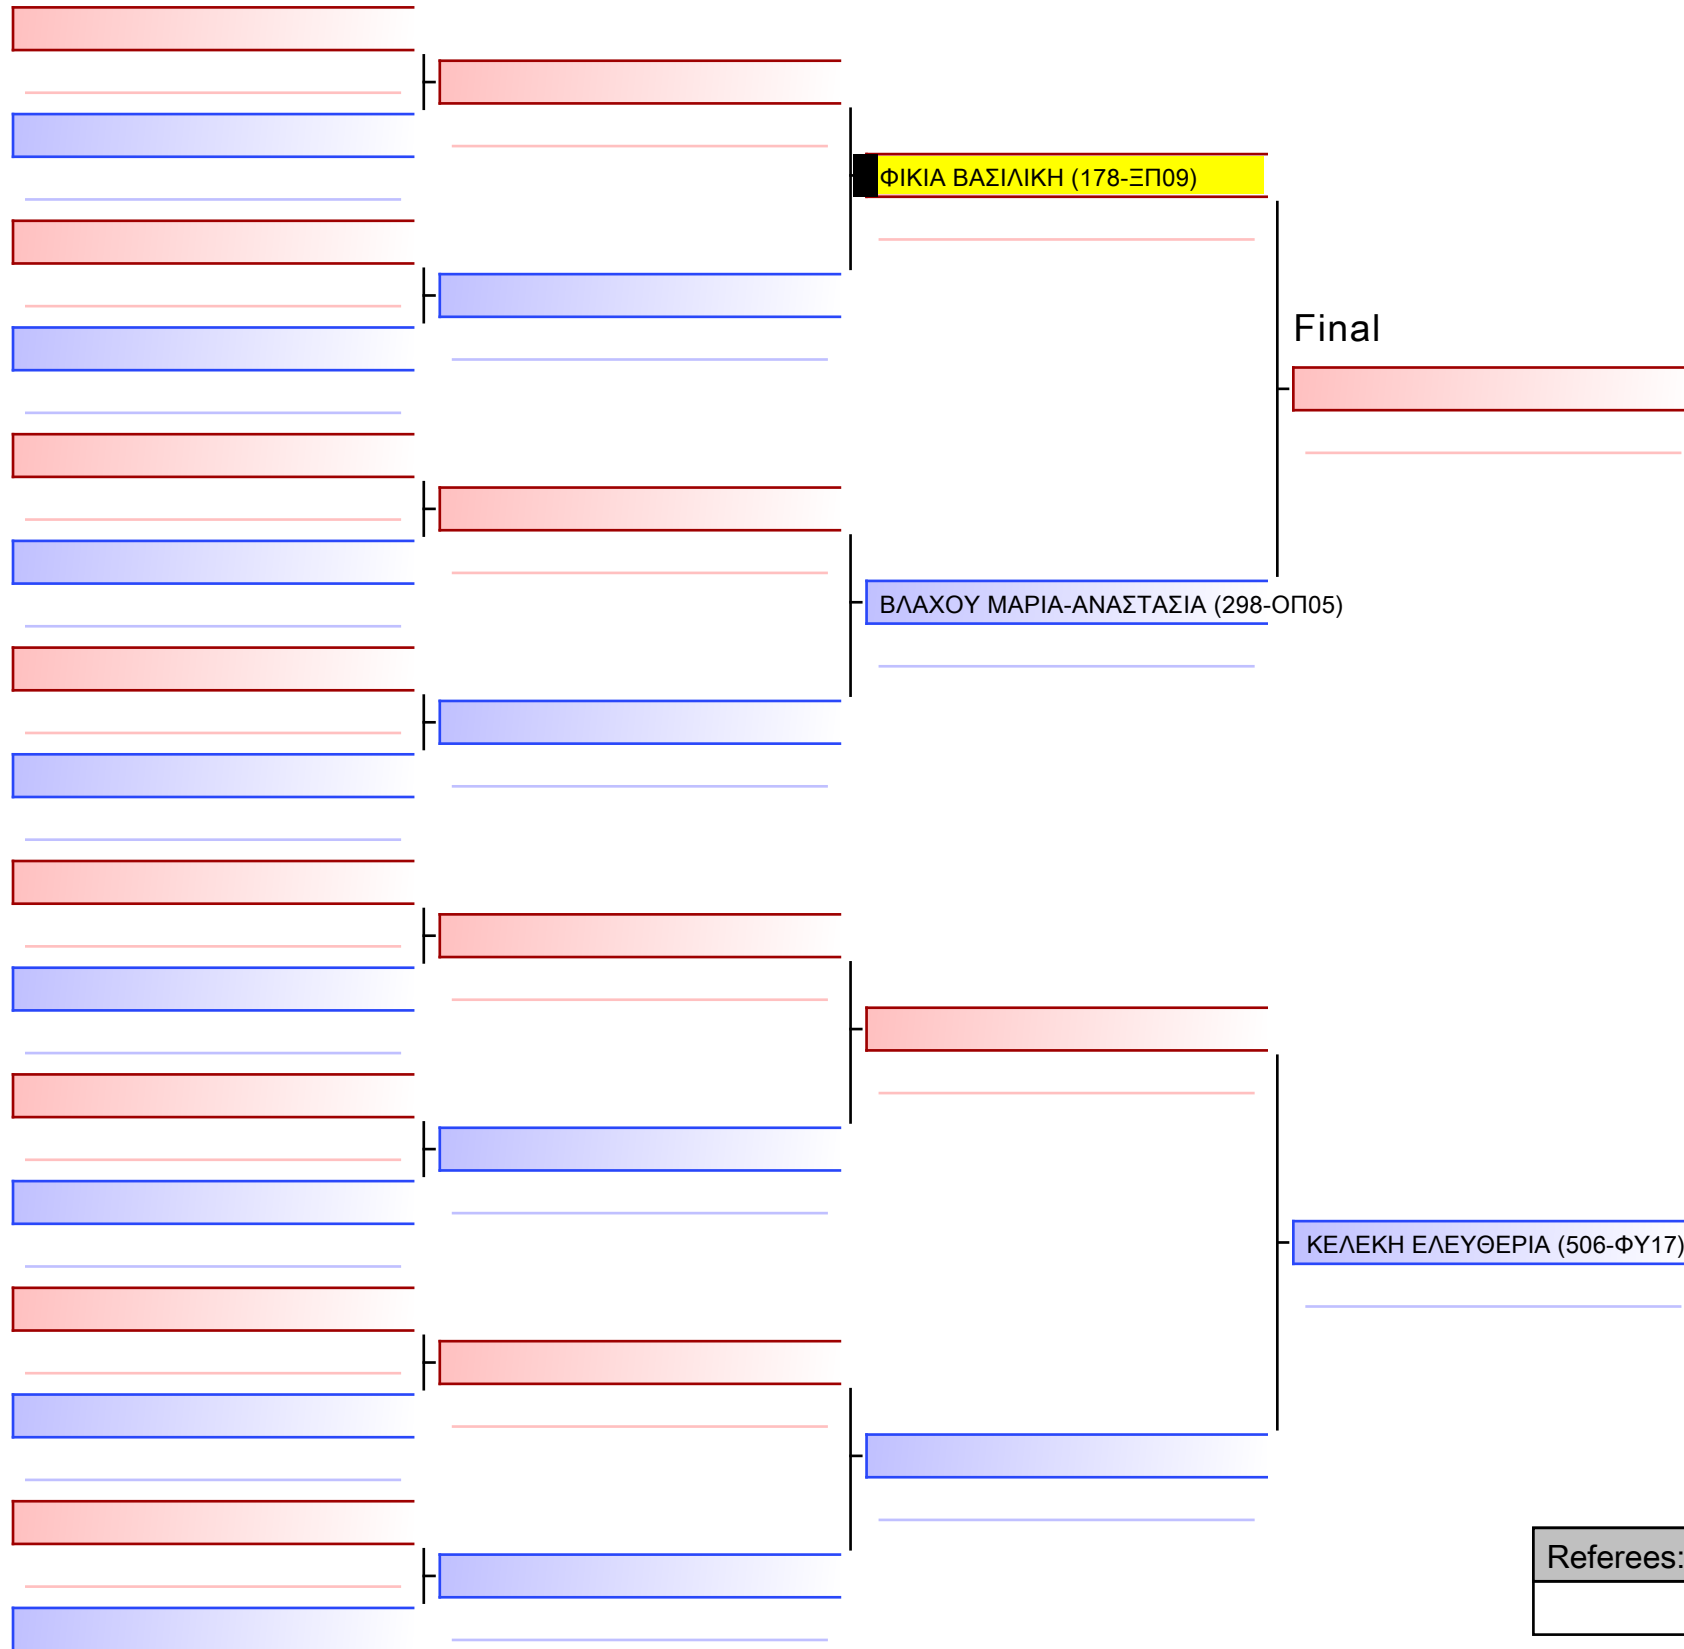 ΦΙΚΙΑ ΒΑΣΙΛΙΚΗ (178-ΞΠ09)
Final
ΒΛΑΧΟΥ ΜΑΡΙΑ-ΑΝΑΣΤΑΣΙΑ (298-ΟΠ05)
ΚΕΛΕΚΗ ΕΛΕΥΘΕΡΙΑ (506-ΦΥ17)
Referees: